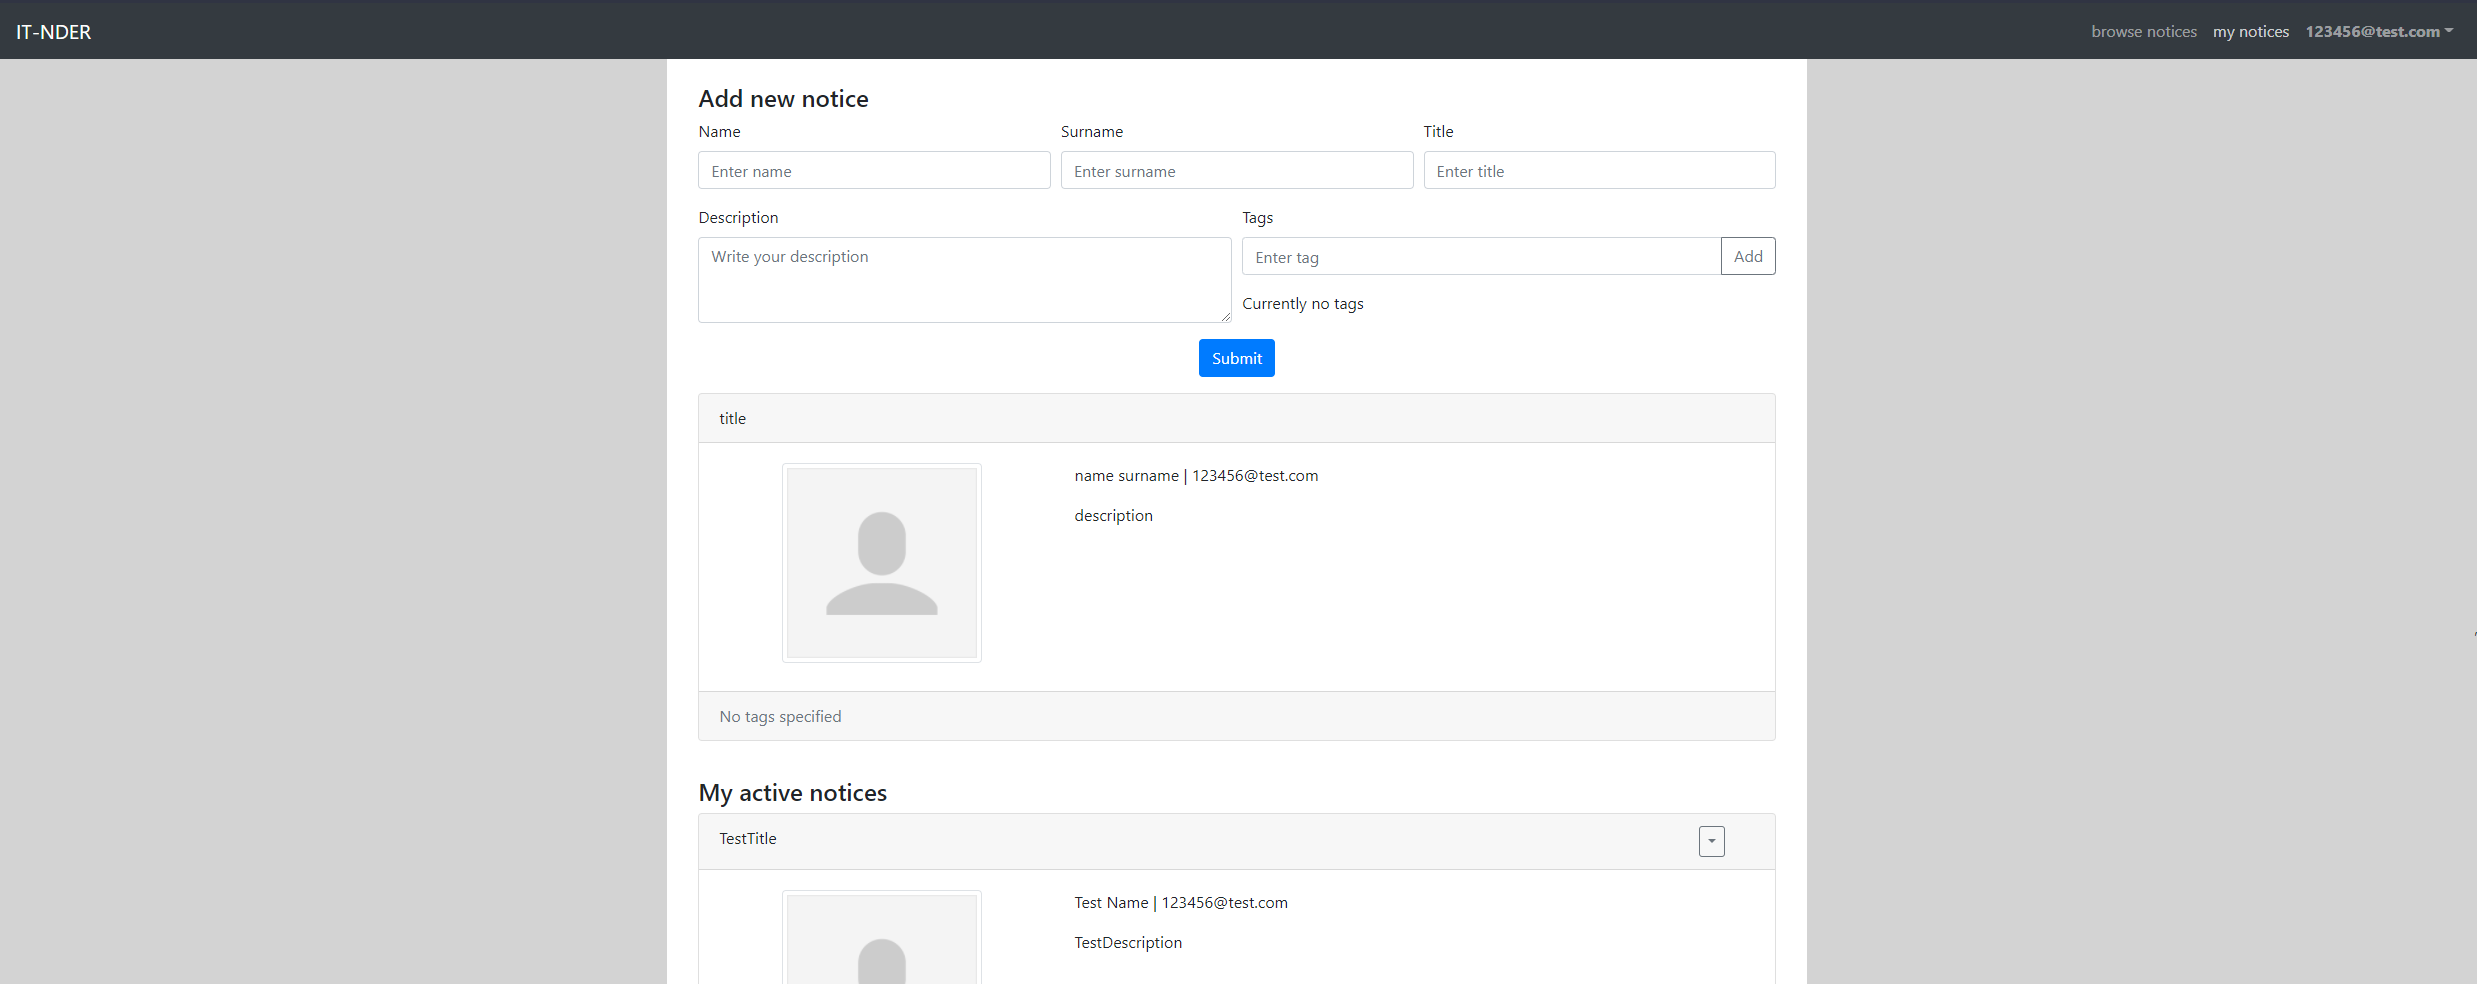 IT-NDER
browse notices my notices 123456@test.com
Add new notice
Name Surname Title
Enter name Enter surname Enter title
Description Tags
Write your description Enter tag Add
Currently no tags
Submit
title
name surname | 123456@test.com
description
No tags specified
My active notices
TestTitle
Test Name | 123456@test.com
TestDescription